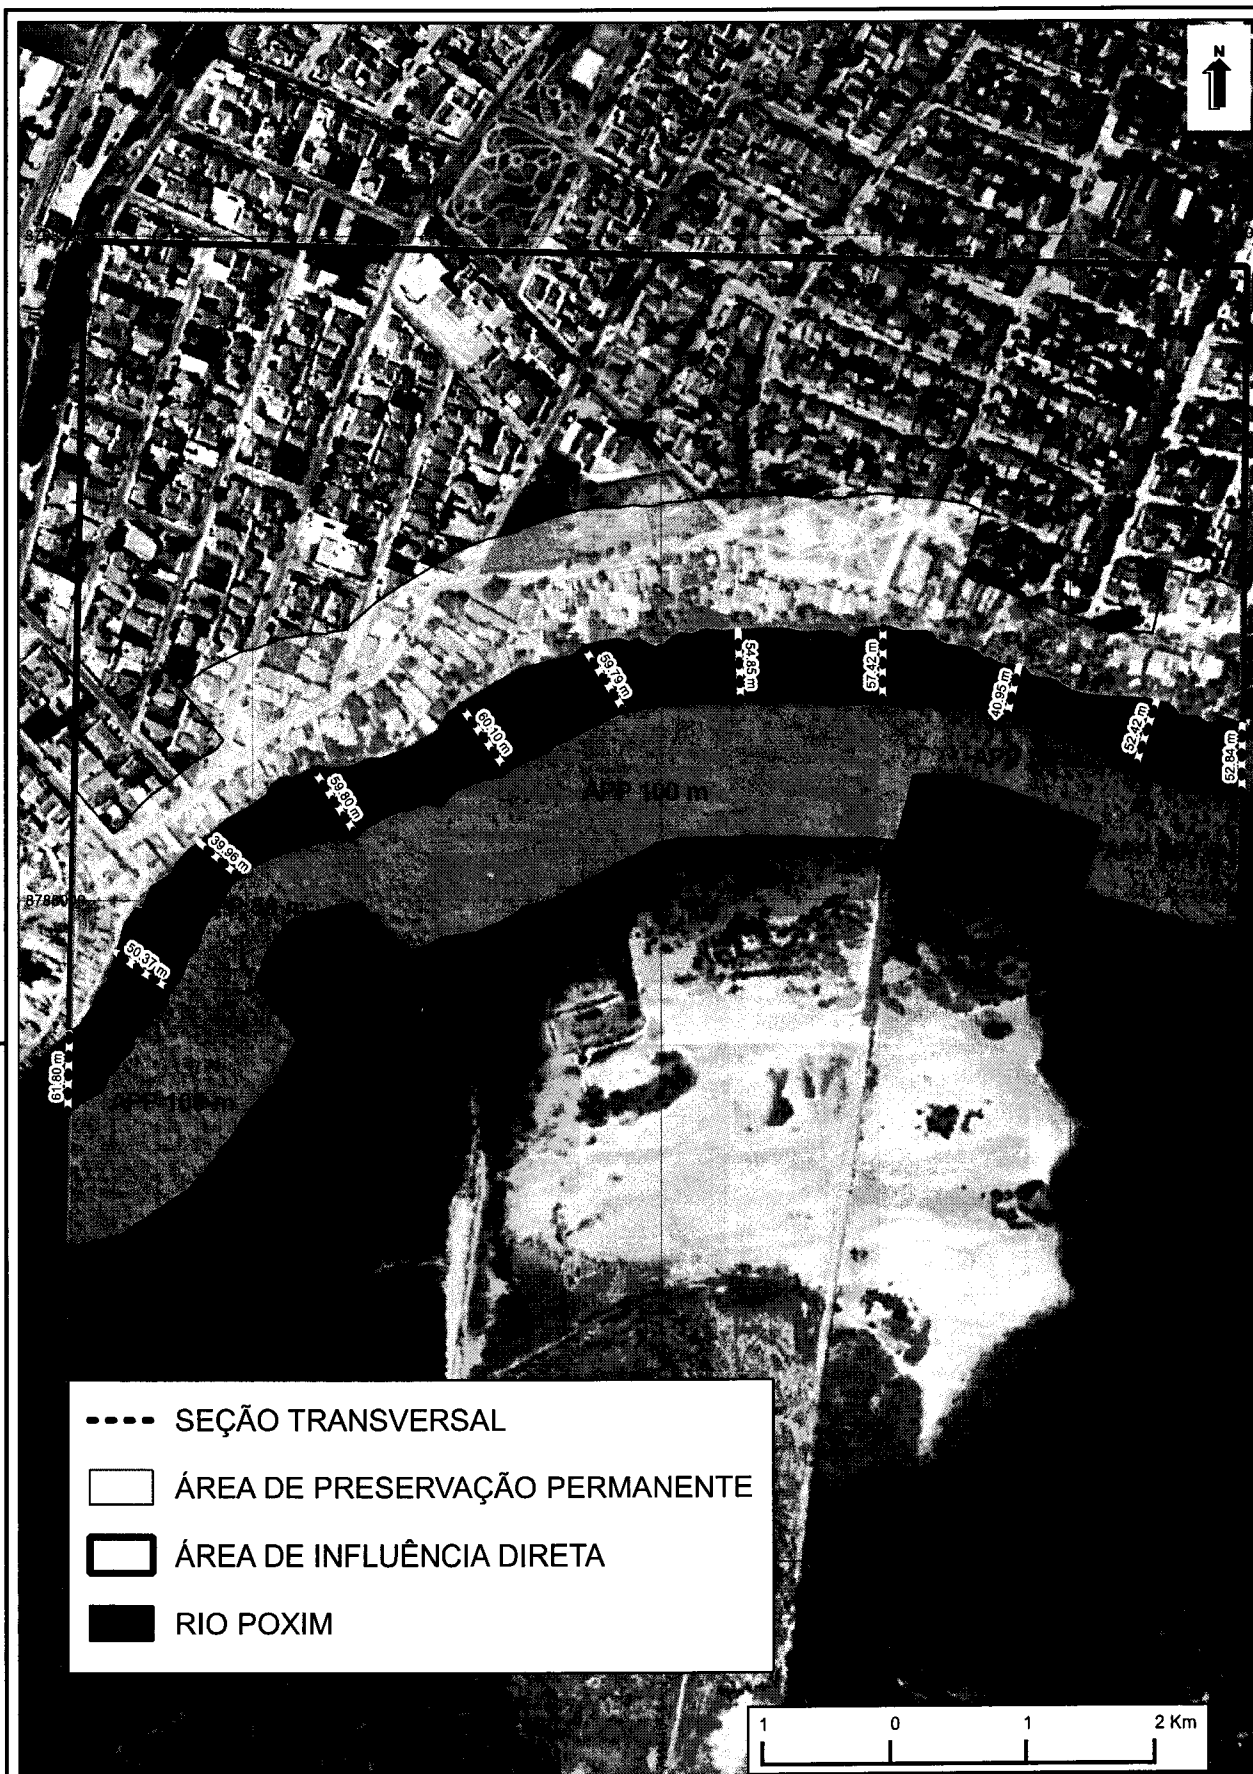 N
59.79 m
54.85 m
57.42 m
40.95 m
52.42 m
52.84 m
60.10 m
59.80 m
APP 100 m
39.96 m
50.37 m
61.80 m
APP 100 m
SEÇÃO TRANSVERSAL
ÁREA DE PRESERVAÇÃO PERMANENTE
ÁREA DE INFLUÊNCIA DIRETA
RIO POXIM
1 0 1 2 Km